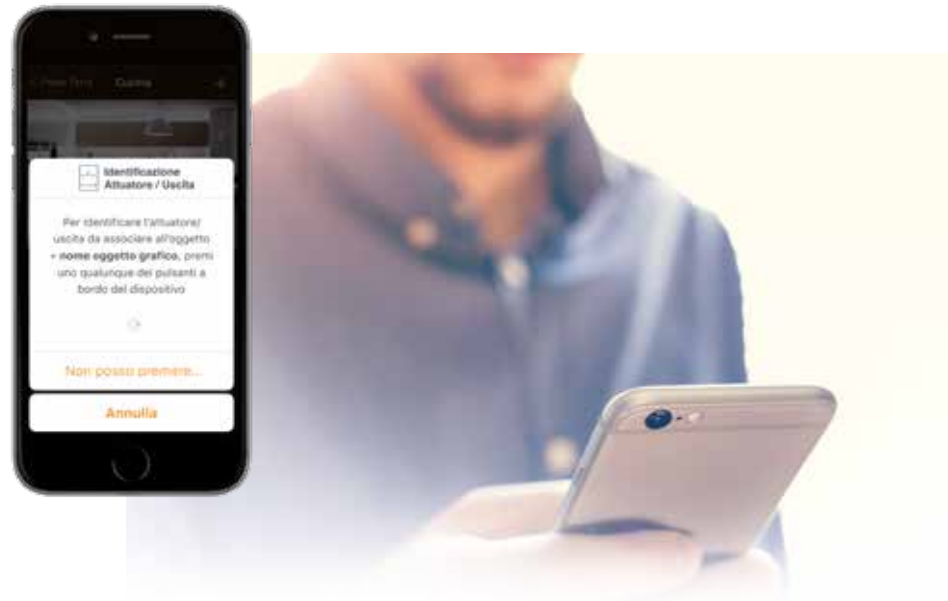 Cucina
Identificazione
Attuatore / Uscita
Per identificare l'attuatore/
uscita da associare all'oggetto
+ nome oggetto grafico, premi
uno qualunque dei pulsanti a
bordo del dispositivo
Non posso premere...
Annulla